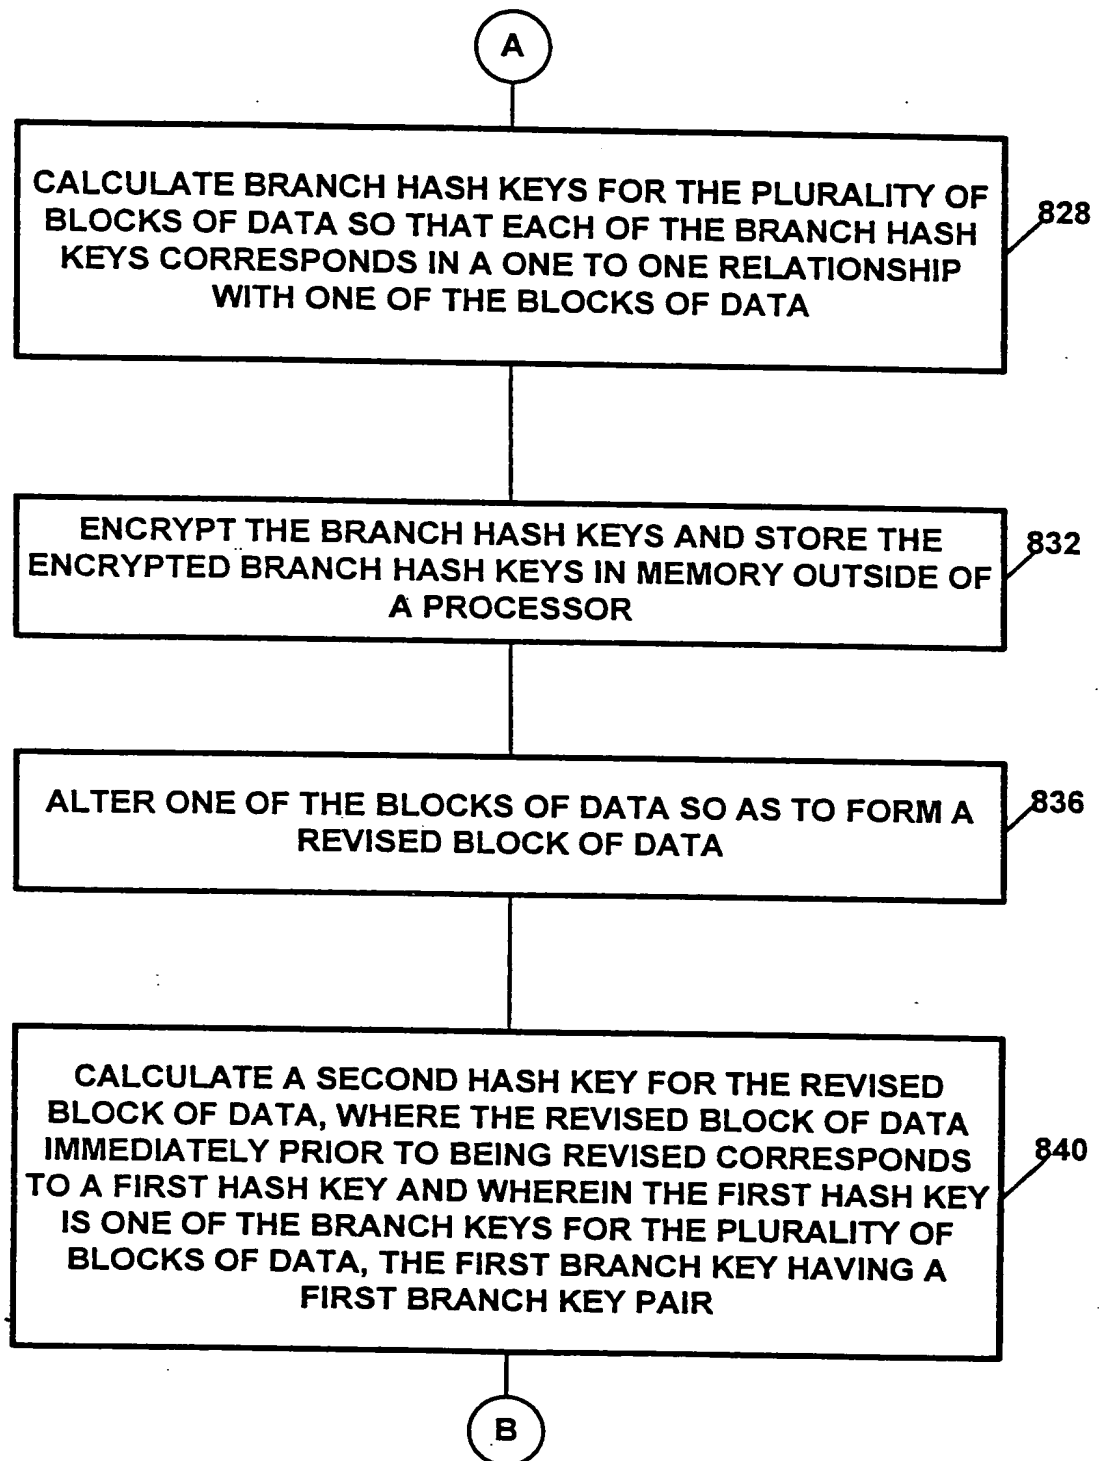 A
CALCULATE BRANCH HASH KEYS FOR THE PLURALITY OF
BLOCKS OF DATA SO THAT EACH OF THE BRANCH HASH
KEYS CORRESPONDS IN A ONE TO ONE RELATIONSHIP
WITH ONE OF THE BLOCKS OF DATA
828
ENCRYPT THE BRANCH HASH KEYS AND STORE THE
ENCRYPTED BRANCH HASH KEYS IN MEMORY OUTSIDE OF
A PROCESSOR
832
ALTER ONE OF THE BLOCKS OF DATA SO AS TO FORM A
REVISED BLOCK OF DATA
836
CALCULATE A SECOND HASH KEY FOR THE REVISED
BLOCK OF DATA, WHERE THE REVISED BLOCK OF DATA
IMMEDIATELY PRIOR TO BEING REVISED CORRESPONDS
TO A FIRST HASH KEY AND WHEREIN THE FIRST HASH KEY
IS ONE OF THE BRANCH KEYS FOR THE PLURALITY OF
BLOCKS OF DATA, THE FIRST BRANCH KEY HAVING A
FIRST BRANCH KEY PAIR
840
B